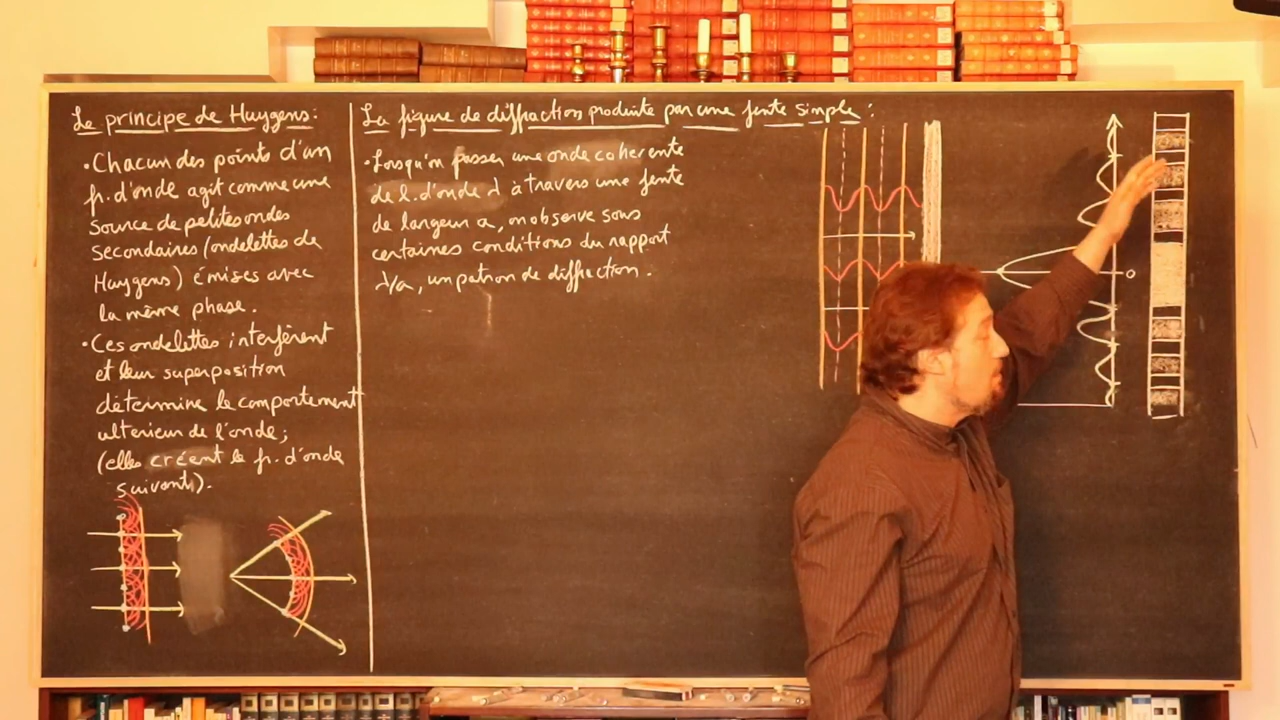 Le principe de Huygens:
• Chacun des points d'un
fr. d'onde agit comme une
source de petites ondes
secondaires (ondelettes de
Huygens) émises avec
la même phase.
• Ces ondelettes interfèrent
et leur superposition
détermine le comportement
ulterieur de l'onde;
(elles créent le fr. d'onde
suivant).
La figure de diffraction produite par une fente simple:
• Lorsqu'on passer une onde coherente
de l. d'onde λ à travers une fente
de largeur a, on observe sous
certaines conditions du rapport
λ/a, un patron de diffraction.
o